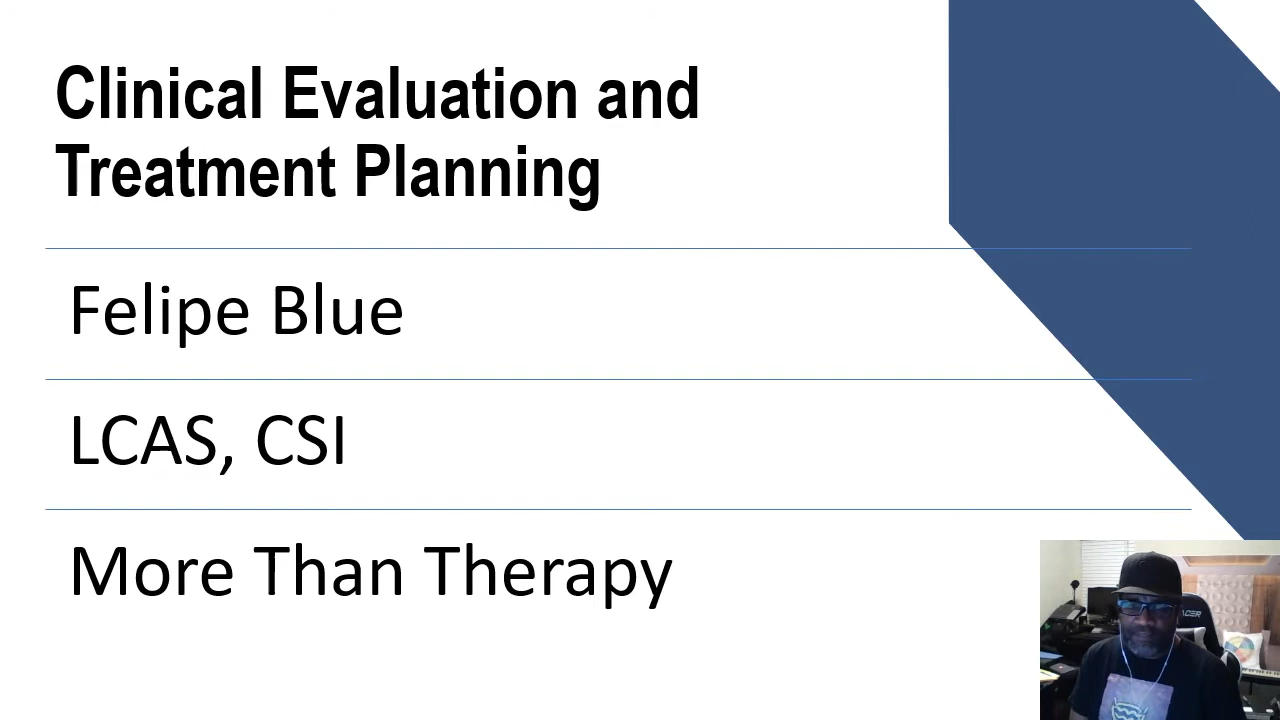 Clinical Evaluation and
Treatment Planning
Felipe Blue
LCAS, CSI
More Than Therapy